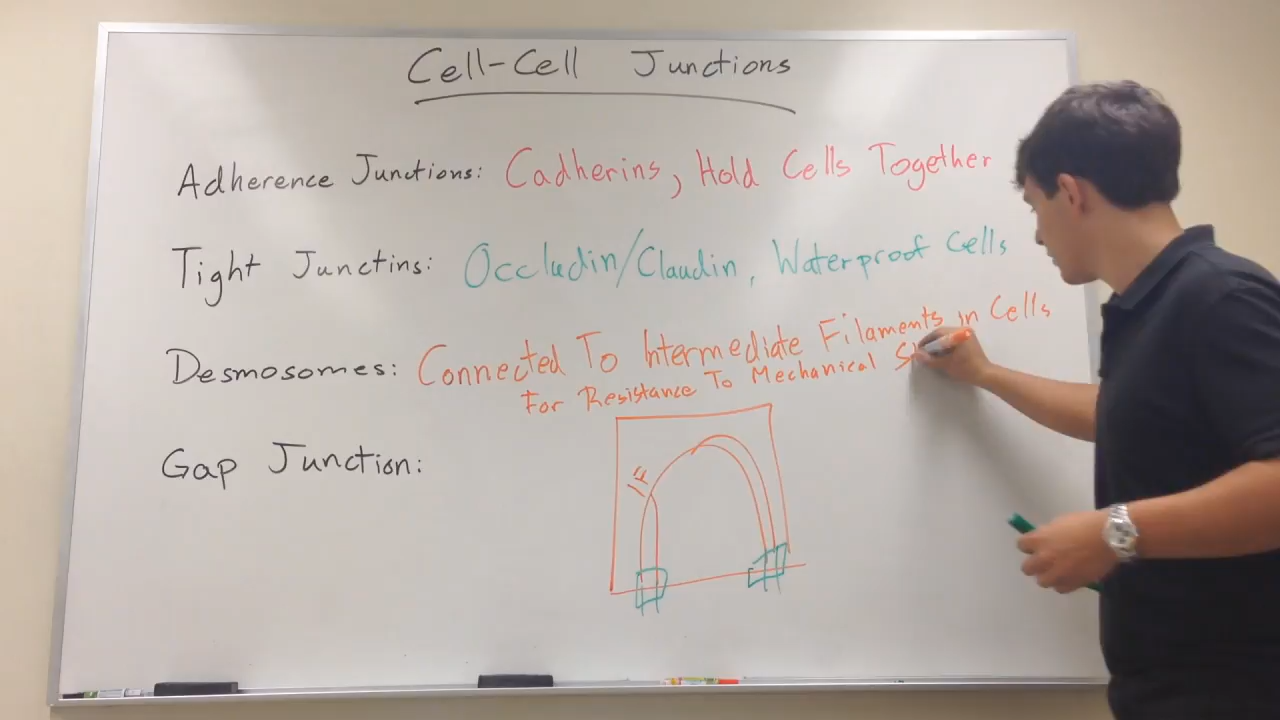 Cell-Cell Junctions
Adherence Junctions: Cadherins, Hold Cells Together
Tight Junctins: Occludin/Claudin, Waterproof Cells
Desmosomes: Connected To Intermediate Filaments in Cells
For Resistance To Mechanical
Gap Junction:
IF